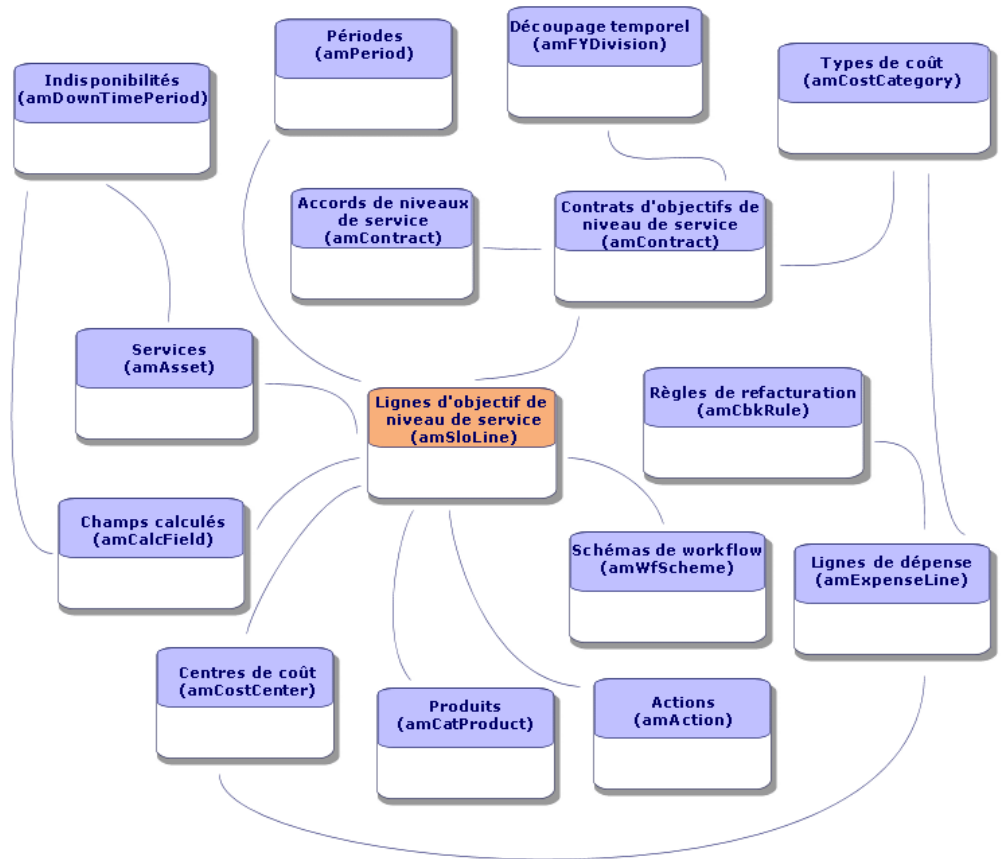 Périodes
(amPeriod)
Découpage temporel
(amFYDivision)
Types de coût
(amCostCategory)
Indisponibilités
(amDownTimePeriod)
Accords de niveaux
de service
(amContract)
Contrats d'objectifs de
niveau de service
(amContract)
Services
(amAsset)
Lignes d'objectif de
niveau de service
(amSloLine)
Règles de refacturation
(amCbkRule)
Champs calculés
(amCalcField)
Schémas de workflow
(amWfScheme)
Lignes de dépense
(amExpenseLine)
Centres de coût
(amCostCenter)
Produits
(amCatProduct)
Actions
(amAction)